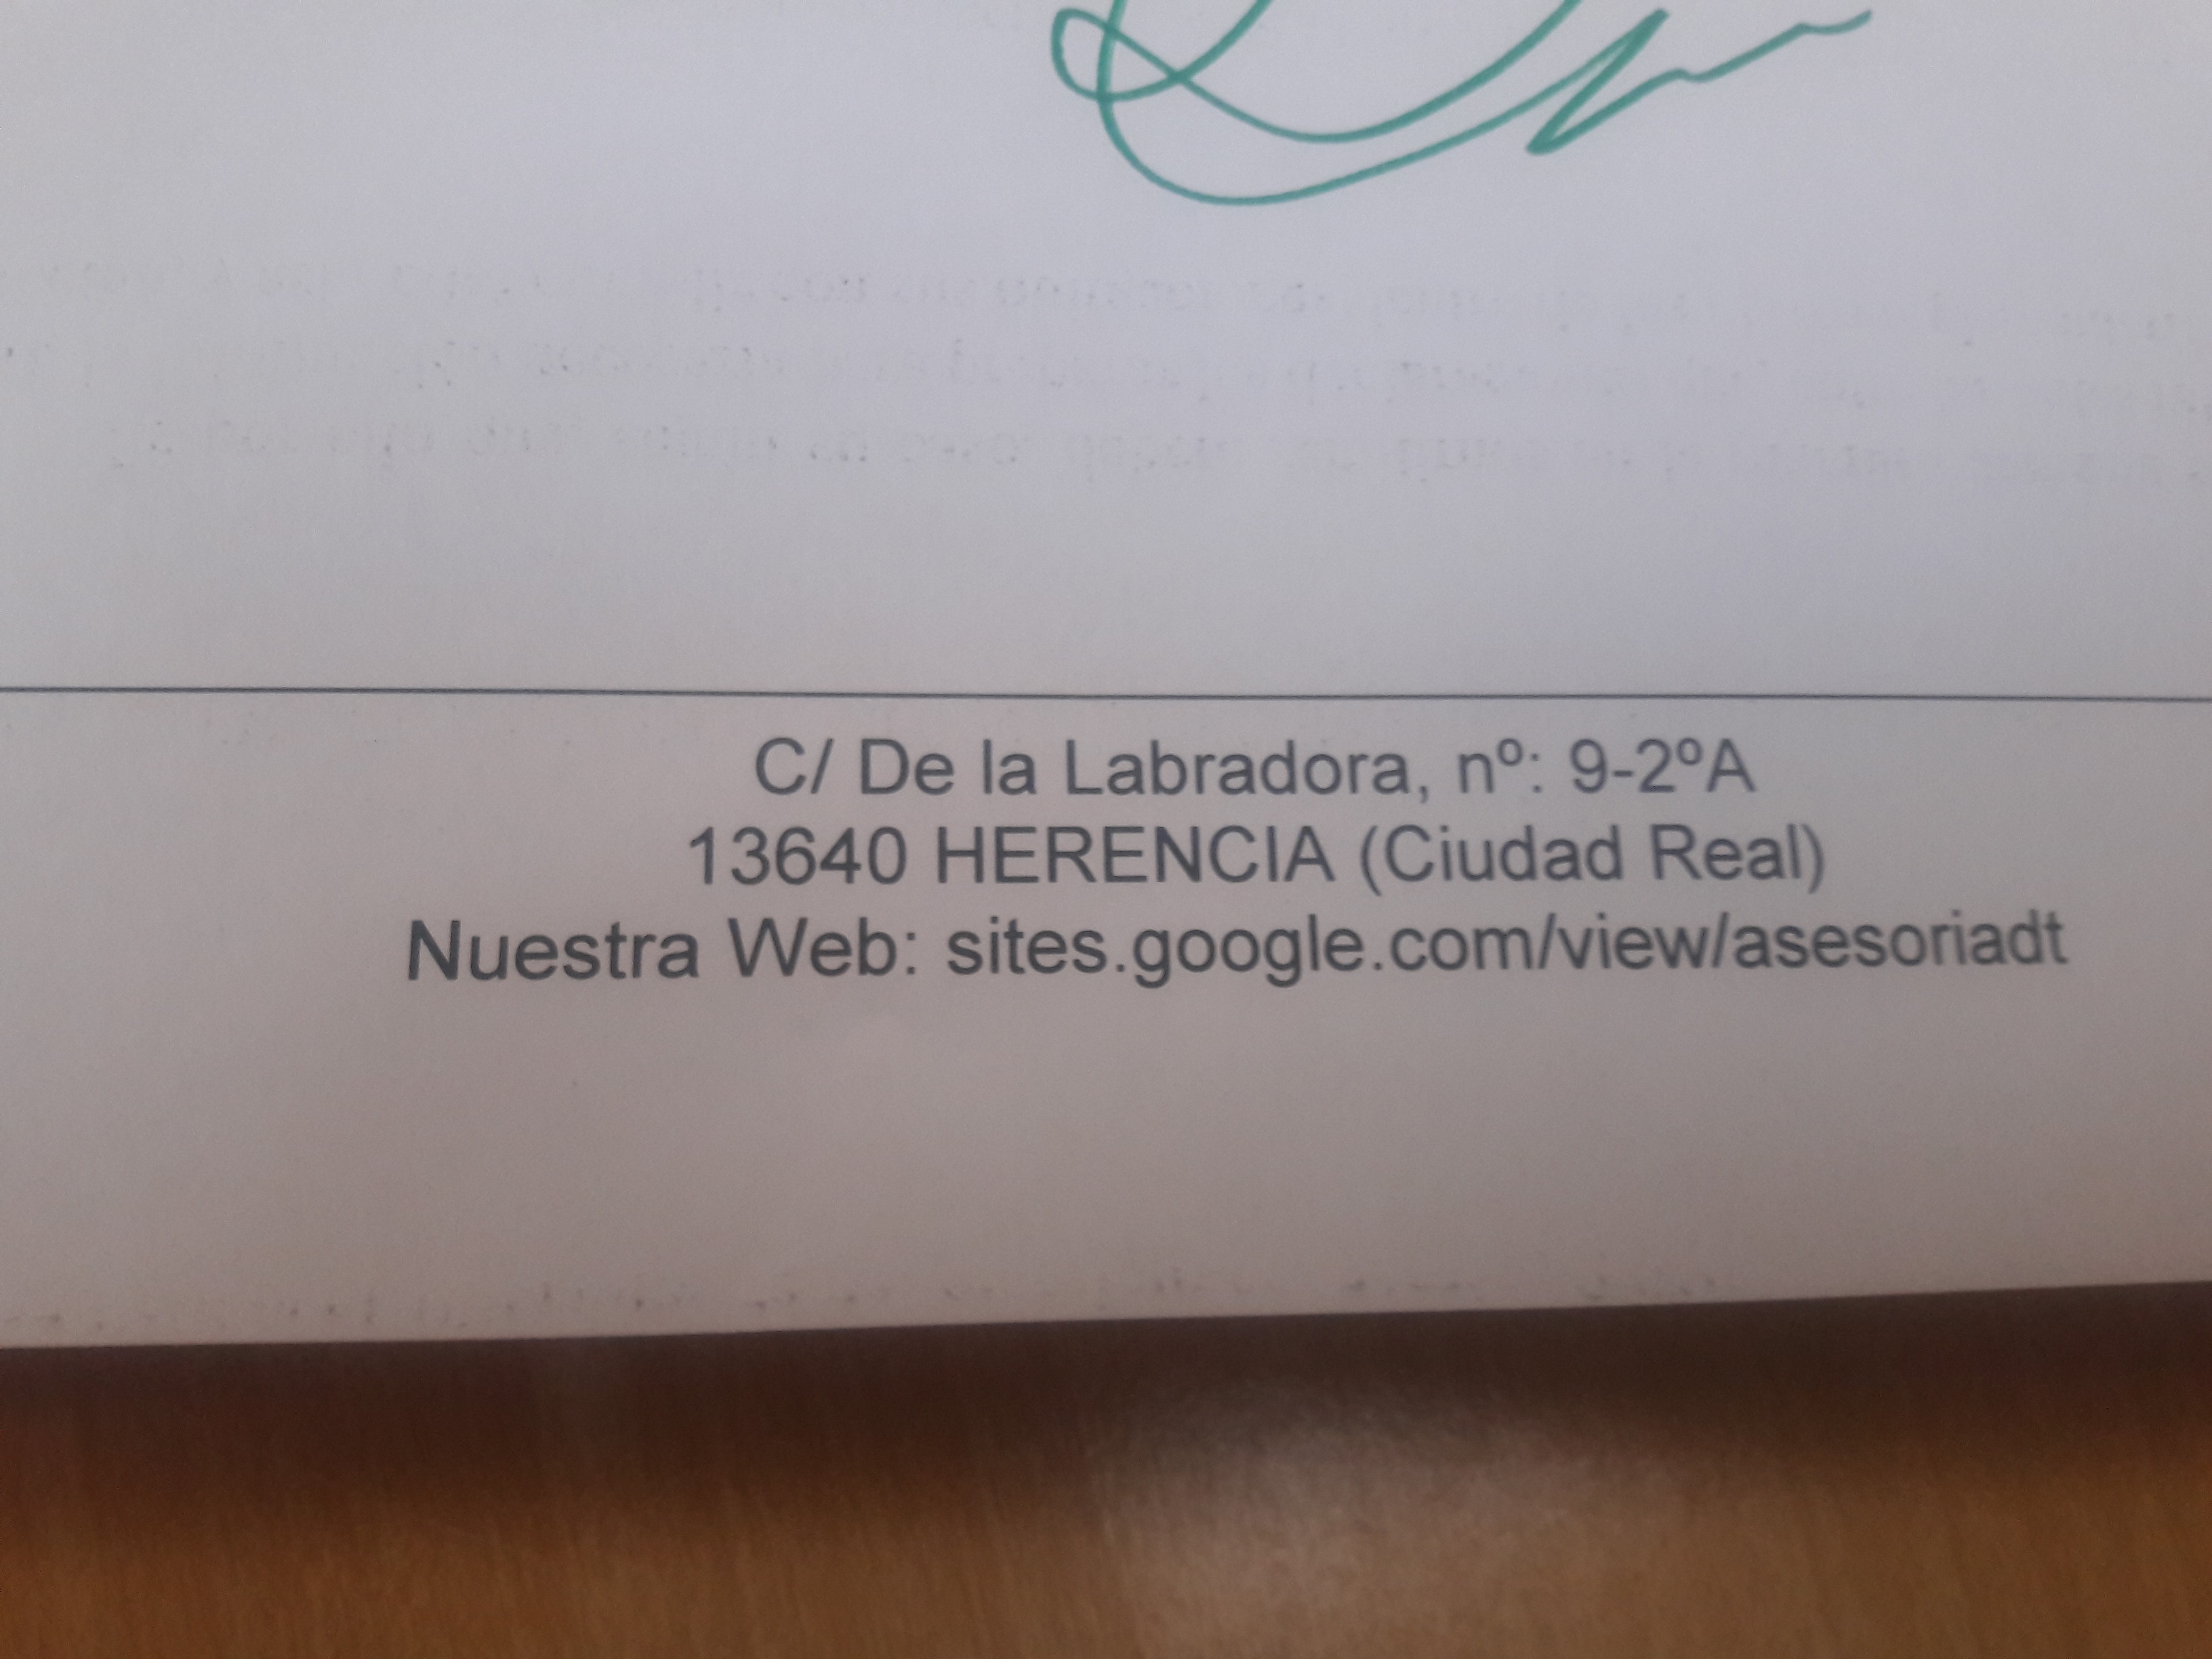 C/ De la Labradora, nº: 9-2ºA
13640 HERENCIA (Ciudad Real)
Nuestra Web: sites.google.com/view/asesoriadt